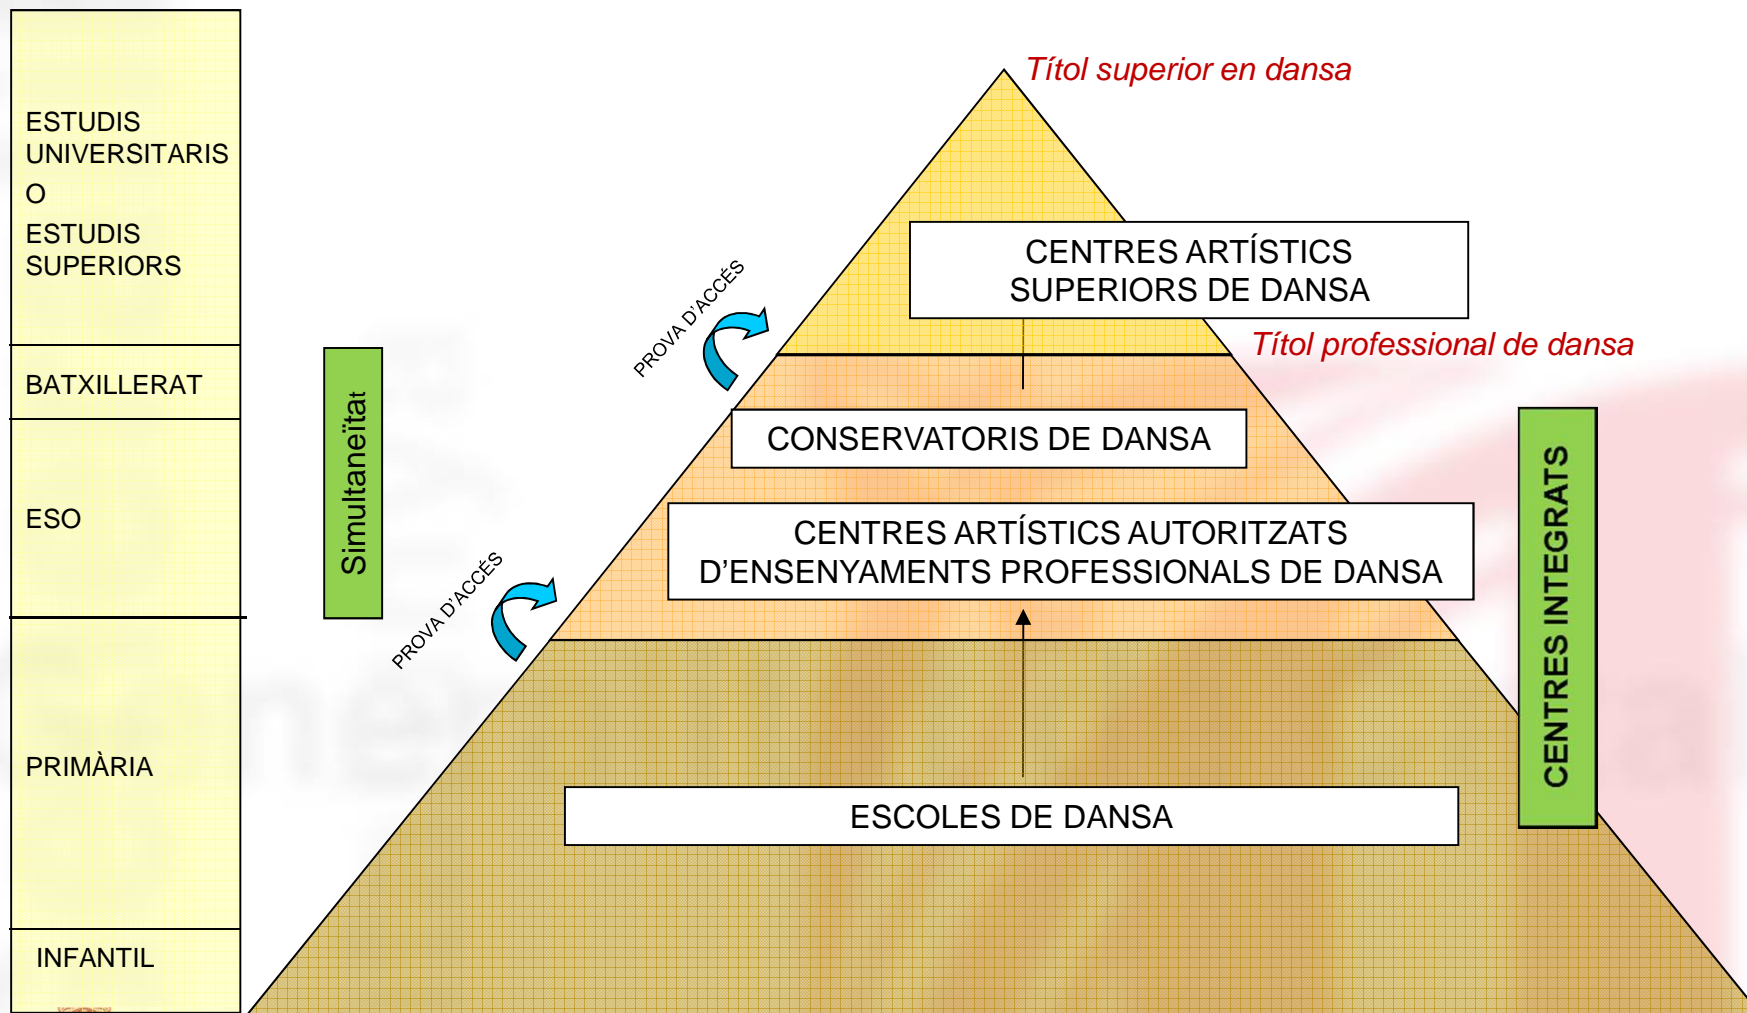 ESTUDIS
UNIVERSITARIS
O
ESTUDIS
SUPERIORS
BATXILLERAT
ESO
PRIMÀRIA
INFANTIL
Simultaneïtat
PROVA D'ACCÉS
PROVA D'ACCÉS
Títol superior en dansa
CENTRES ARTÍSTICS
SUPERIORS DE DANSA
Títol professional de dansa
CONSERVATORIS DE DANSA
CENTRES ARTÍSTICS AUTORITZATS
D'ENSENYAMENTS PROFESSIONALS DE DANSA
ESCOLES DE DANSA
CENTRES INTEGRATS